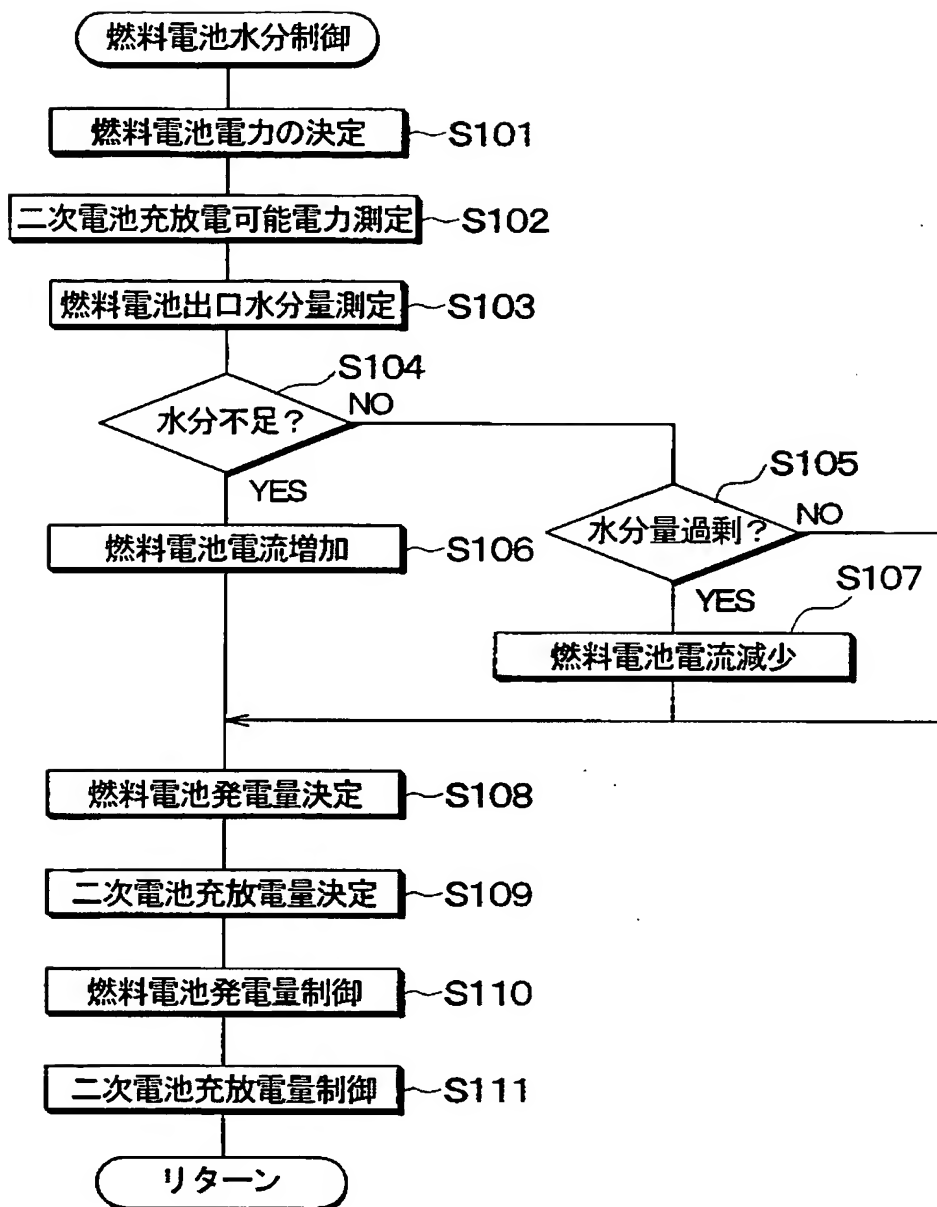 燃料電池水分制御
燃料電池電力の決定 S101
二次電池充放電可能電力測定 S102
燃料電池出口水分量測定 S103
S104
水分不足? NO
YES
S105
水分量過剰? NO
YES
燃料電池電流増加 S106
S107
燃料電池電流減少
燃料電池発電量決定 S108
二次電池充放電量決定 S109
燃料電池発電量制御 S110
二次電池充放電量制御 S111
リターン